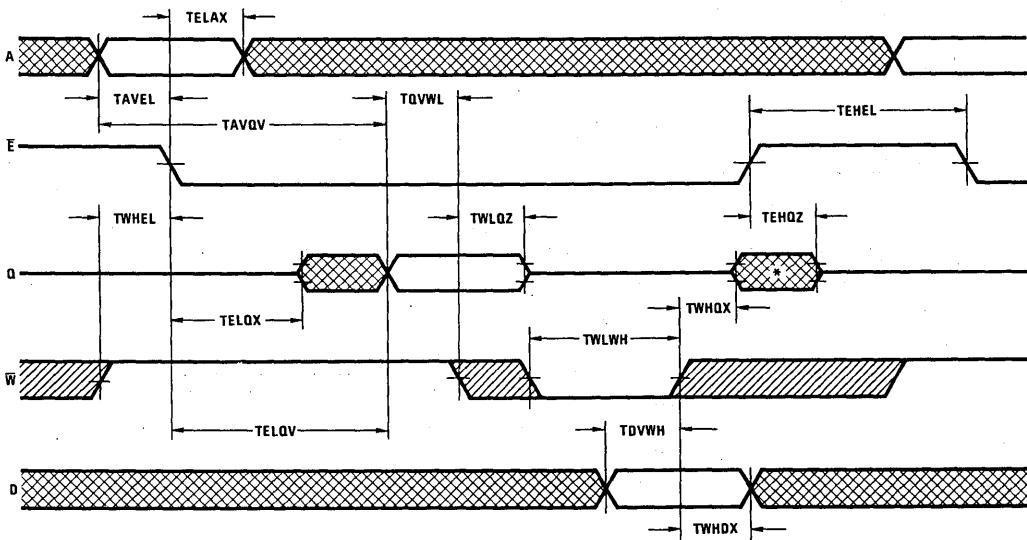 TELAX
A
TAVEL
TQVWL
TAVQV
TEHEL
E
TWHEL
TWLQZ
TEHQZ
Q
*
TELQX
TWLWH
TWHQX
W
TELQV
TDVWH
D
TWHDX